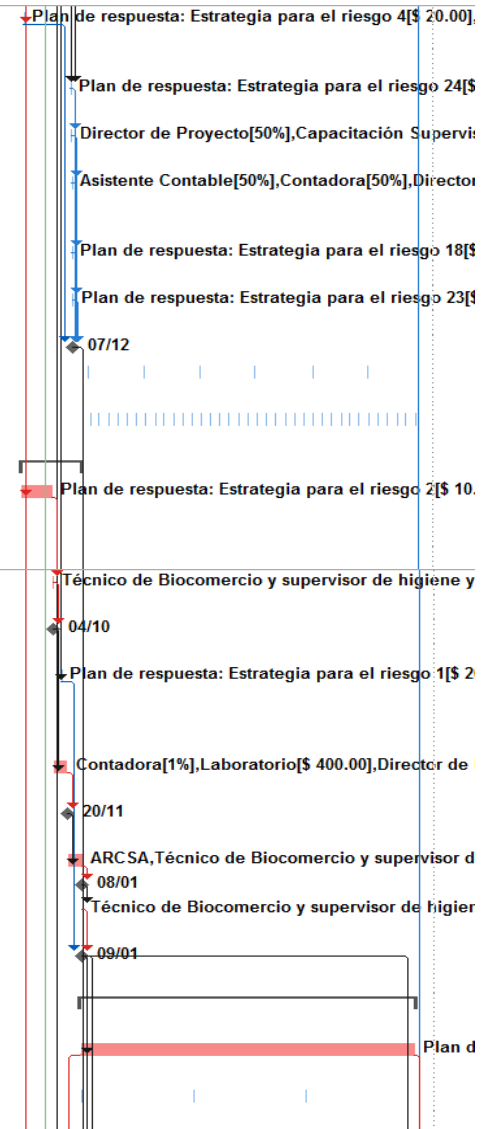 Plan de respuesta: Estrategia para el riesgo 4[$ 20.00],
Plan de respuesta: Estrategia para el riesgo 24[$
Director de Proyecto[50%],Capacitación Supervis
Asistente Contable[50%],Contadora[50%],Director
Plan de respuesta: Estrategia para el riesgo 18[$
Plan de respuesta: Estrategia para el riesgo 23[$
07/12
Plan de respuesta: Estrategia para el riesgo 2[$ 10.
Técnico de Biocomercio y supervisor de higiene y
04/10
Plan de respuesta: Estrategia para el riesgo 1[$ 20
Contadora[1%],Laboratorio[$ 400.00],Director de
20/11
ARCSA,Técnico de Biocomercio y supervisor d
08/01
Técnico de Biocomercio y supervisor de higien
09/01
Plan d